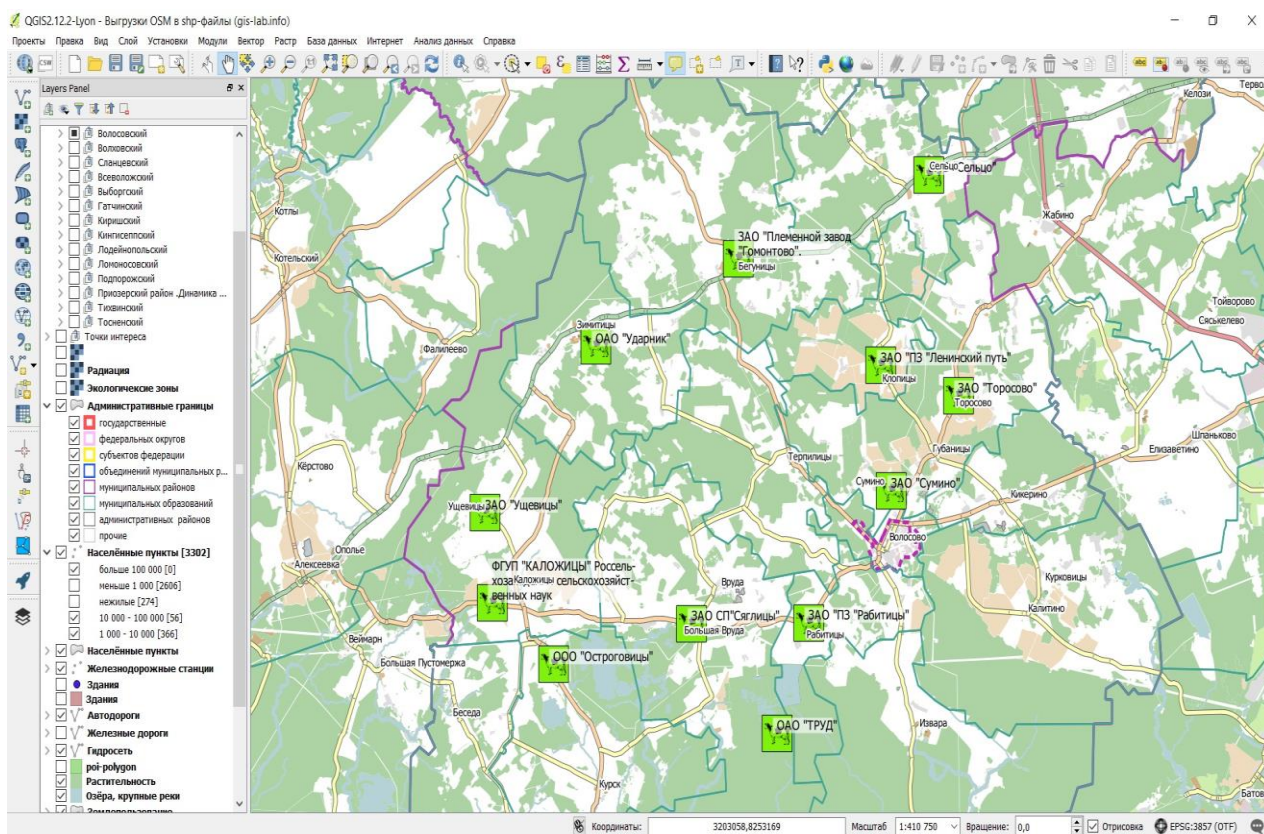 QGIS2.12.2-Lyon - Выгрузки OSM в shp-файлы (gis-lab.info)
Проекты Правка Вид Слой Установки Модули Вектор Растр База данных Интернет Анализ данных Справка
Layers Panel
Волосовский
Волховский
Сланцевский
Всеволожский
Выборгский
Гатчинский
Киришский
Кингисеппский
Лодейнопольский
Ломоносовский
Подпорожский
Приозерский район .Динамика ...
Тихвинский
Тосненский
Точки интереса
Радиация
Экологичексие зоны
Административные границы
государственные
федеральных округов
субъектов федерации
объединений муниципальных р...
муниципальных районов
муниципальных образований
административных районов
прочие
Населённые пункты [3302]
больше 100 000 [0]
меньше 1 000 [2606]
нежилые [274]
10 000 - 100 000 [56]
1 000 - 10 000 [366]
Населённые пункты
Железнодорожные станции
Здания
Здания
Автодороги
Железные дороги
Гидросеть
poi-polygon
Растительность
Озёра, крупные реки
Келози
Сельцо
Сельцо"
Котлы
Жабино
ЗАО "Племенной завод
"Гомонтово".
Бегуницы
Котельский
Тойворово
Сяськелево
Зимитицы
ОАО "Ударник"
Фалилеево
ЗАО "ПЗ "Ленинский путь"
Клопицы
ЗАО "Торосово"
Торосово
Шпаньково
Губаницы
Елизаветино
Терпилицы
Кёрстово
Сумино
ЗАО "Сумино"
Кикерино
Ущевицы
ЗАО "Ущевицы"
Волосово
Ополье
Алексеевка
ФГУП "КАЛОЖИЦЫ" Россель-
хоза
Каложицы
сельскохозяйст-
венных наук
Вруда
Курковицы
Калитино
ЗАО СП"Сяглицы"
Большая Вруда
ЗАО "ПЗ "Рабитицы"
Рабитицы
Веймарн
Большая Пустомержа
ООО "Остроговицы"
Беседа
ОАО "ТРУД"
Извара
Курск
Координаты: 3203058,8253169 Масштаб 1:410 750 Вращение: 0,0 Отрисовка EPSG:3857 (OTF)